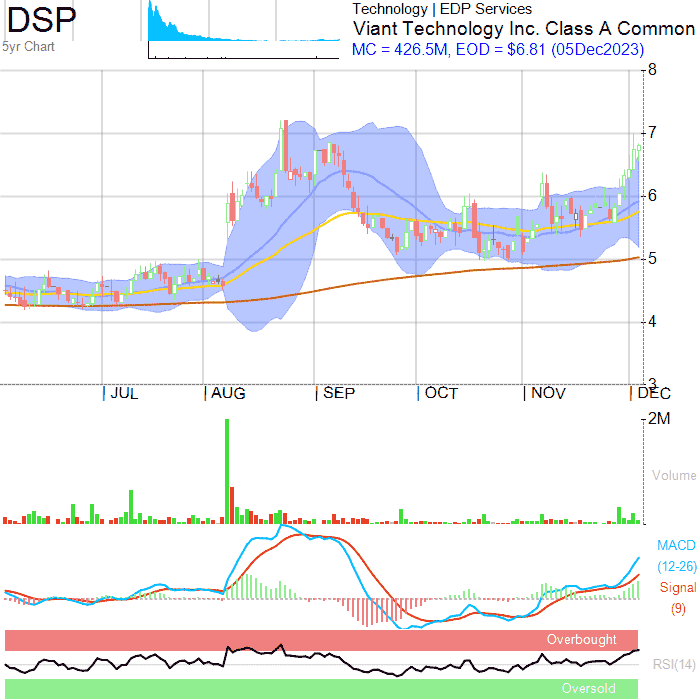 DSP
5yr Chart
Technology | EDP Services
Viant Technology Inc. Class A Common
MC = 426.5M, EOD = $6.81 (05Dec2023)
8
7
6
5
4
3
JUL AUG SEP OCT NOV DEC
2M
Volume
MACD
(12-26)
Signal
(9)
Overbought
RSI(14)
Oversold